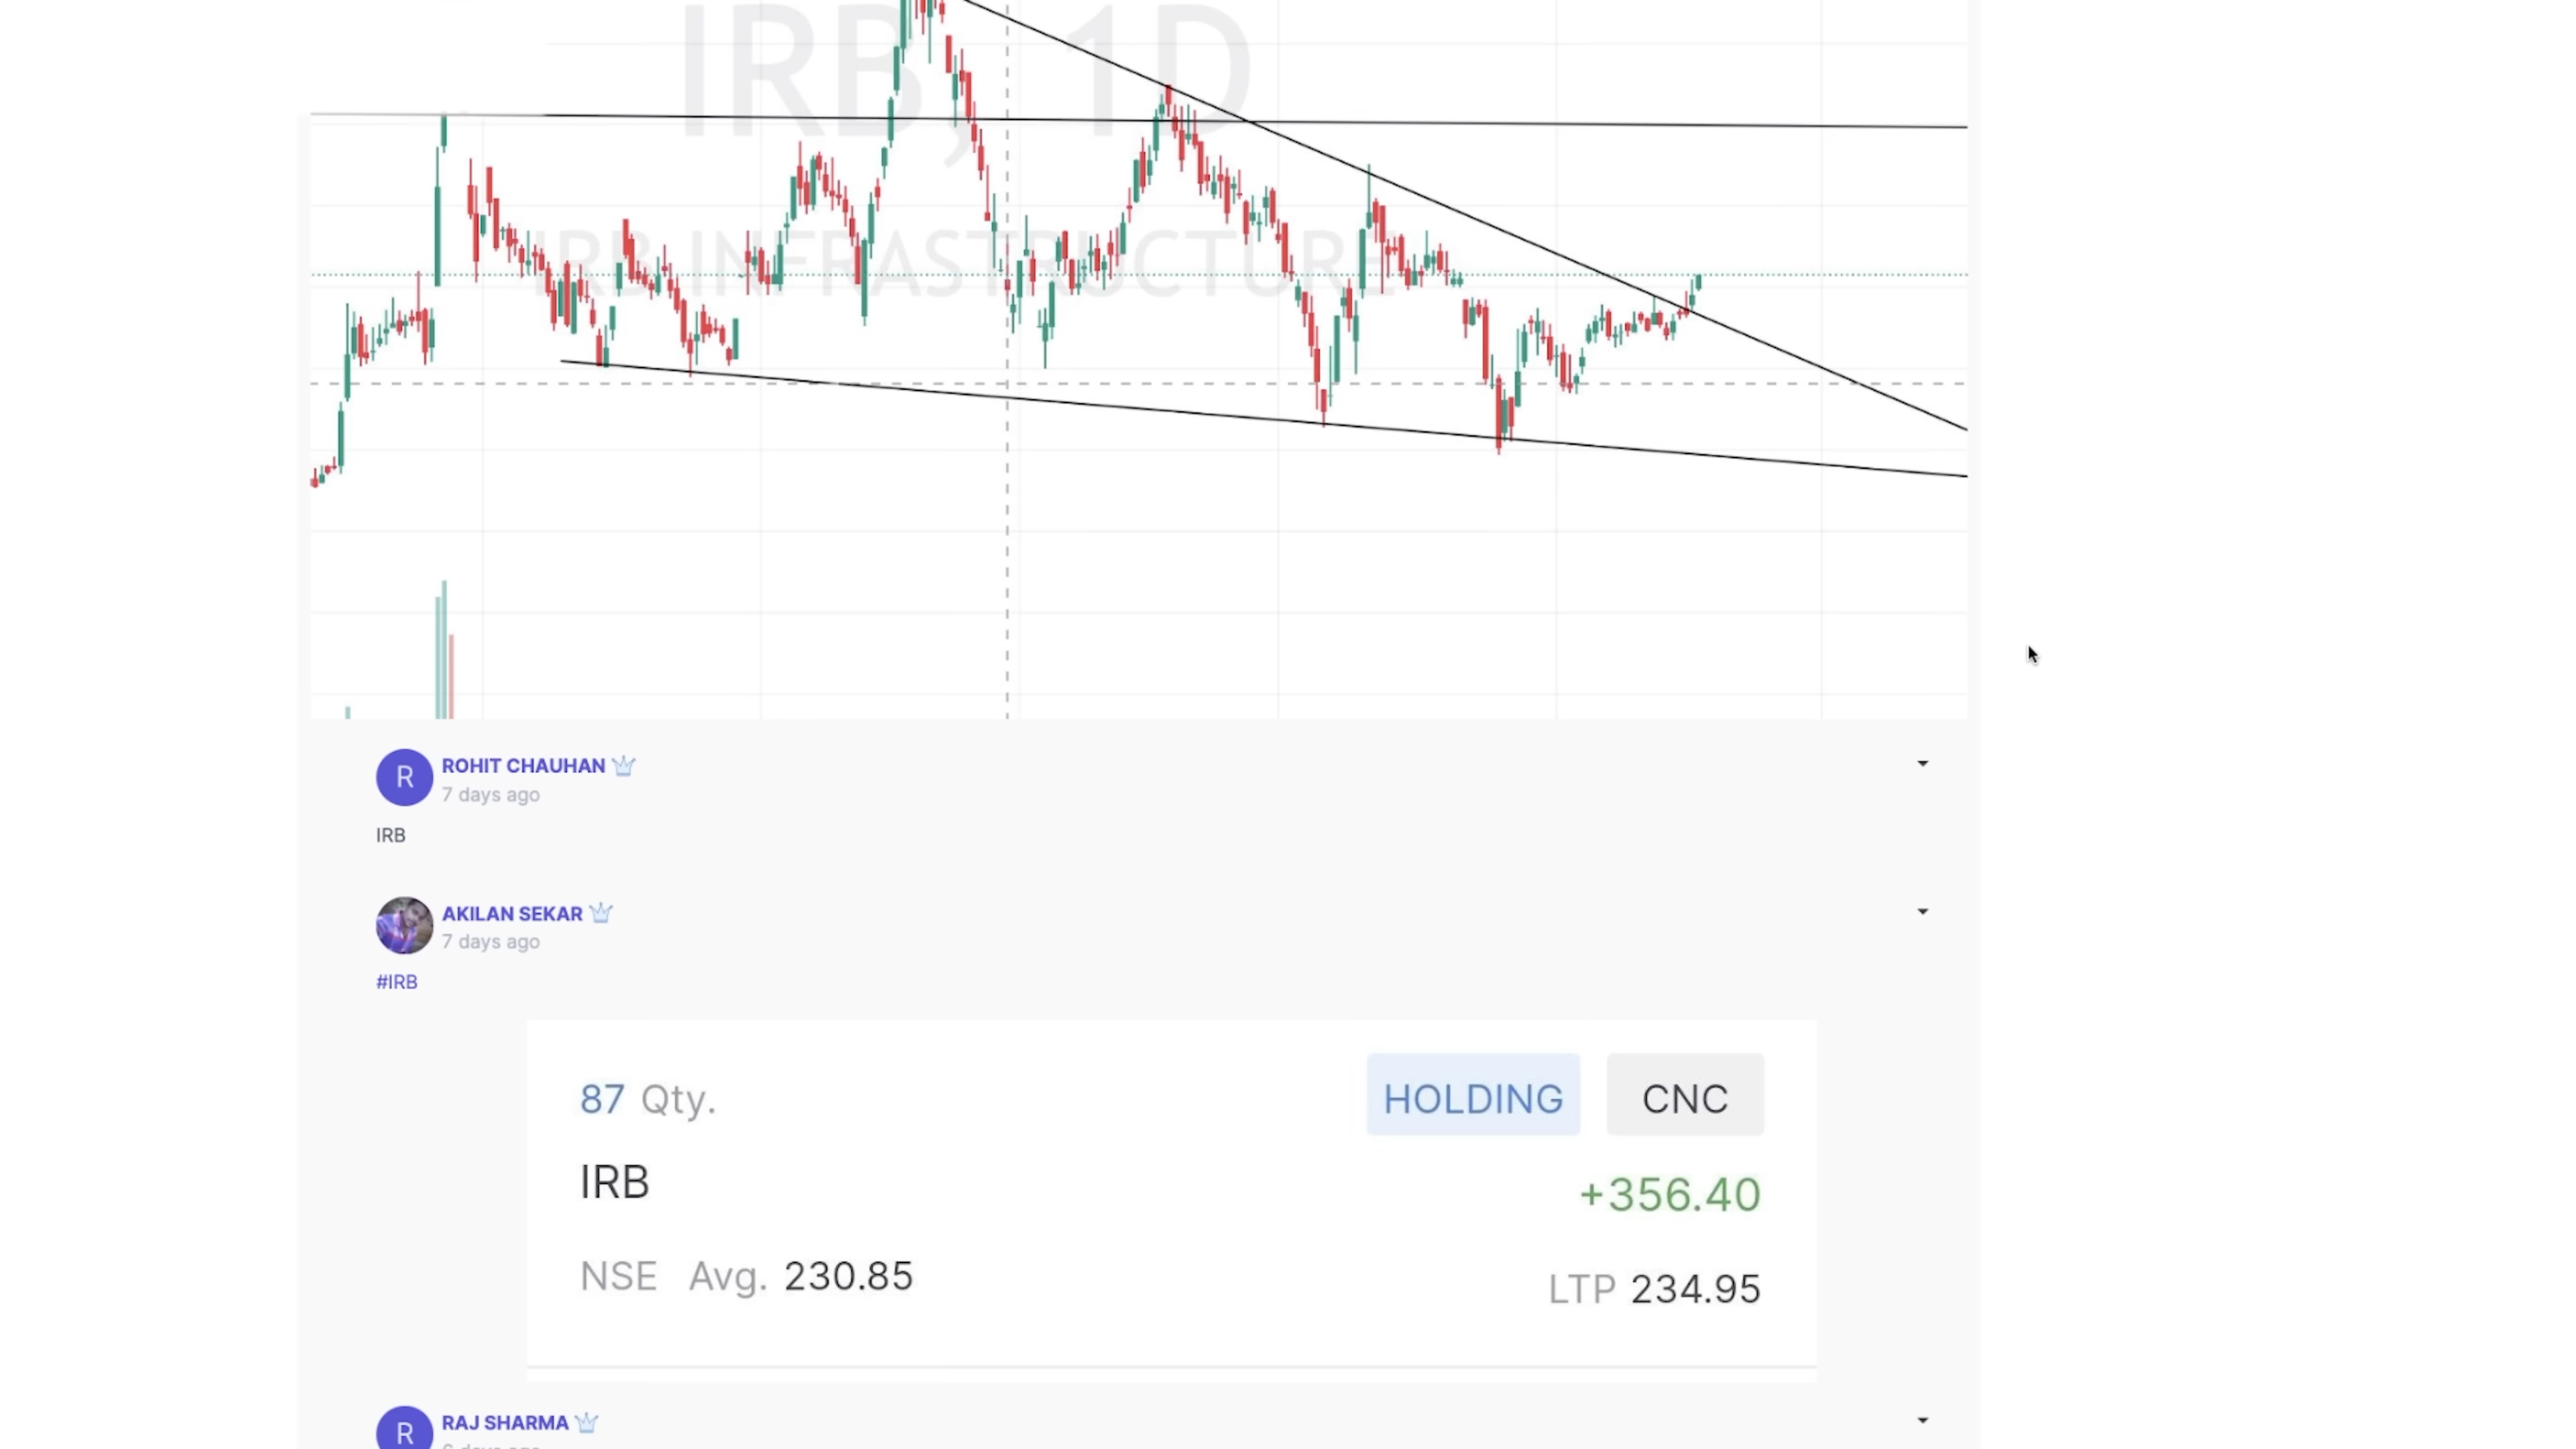 IRB, 1D
IRB INFRASTRUCTURE
R
ROHIT CHAUHAN
7 days ago
IRB
AKILAN SEKAR
7 days ago
#IRB
87 Qty.
HOLDING
CNC
IRB
+356.40
NSE Avg. 230.85
LTP 234.95
R
RAJ SHARMA